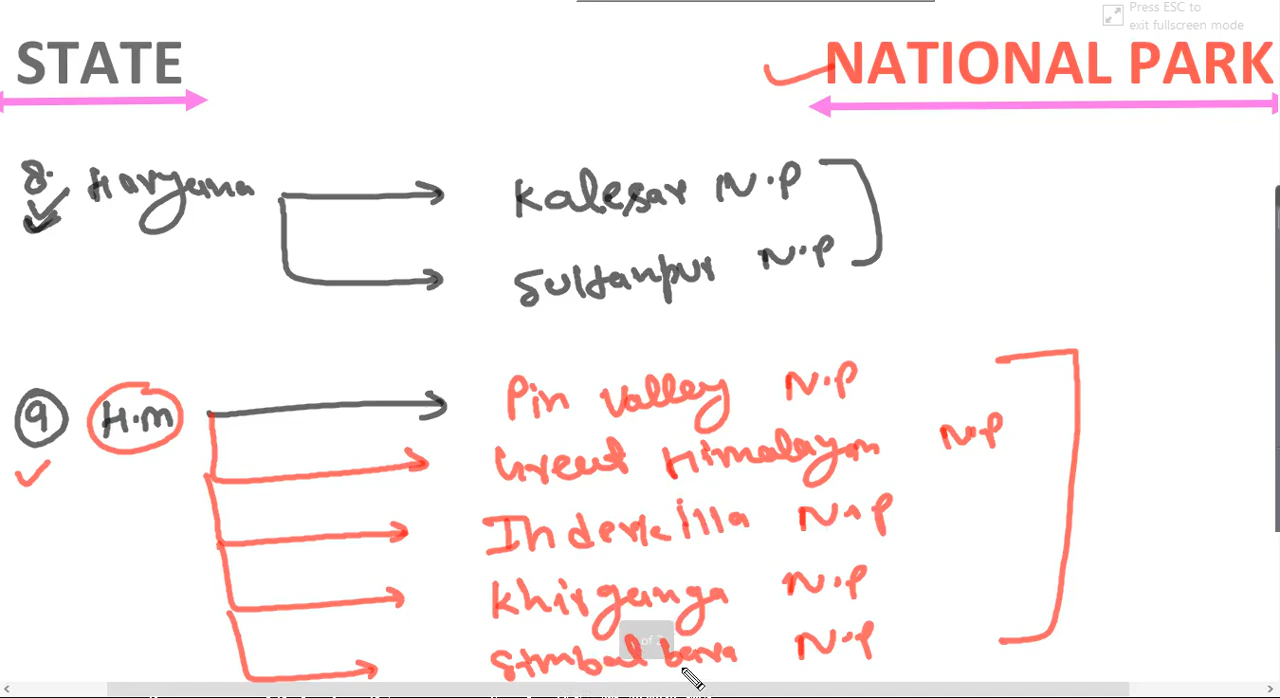 Press ESC to
exit fullscreen mode
STATE NATIONAL PARK
8. Haryana Kalesar N.P
Sultanpur N.P
9 H.M Pin Valley N.P
Great Himalayan N.P
Inderkilla N.P
Khirganga N.P
Simbalbara N.P